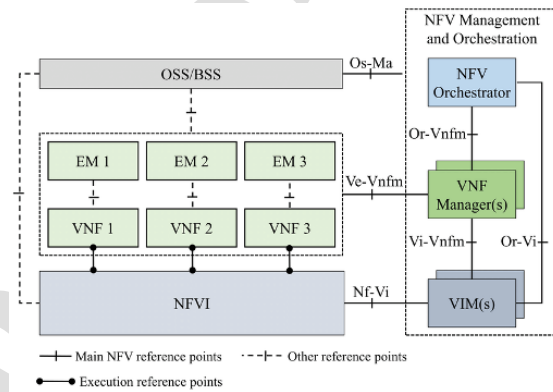 NFV Management
and Orchestration
OSS/BSS
Os-Ma
NFV
Orchestrator
Or-Vnfm
EM 1
EM 2
EM 3
Ve-Vnfm
VNF
Manager(s)
VNF 1
VNF 2
VNF 3
Vi-Vnfm
Or-Vi
NFVI
Nf-Vi
VIM(s)
Main NFV reference points
Other reference points
Execution reference points